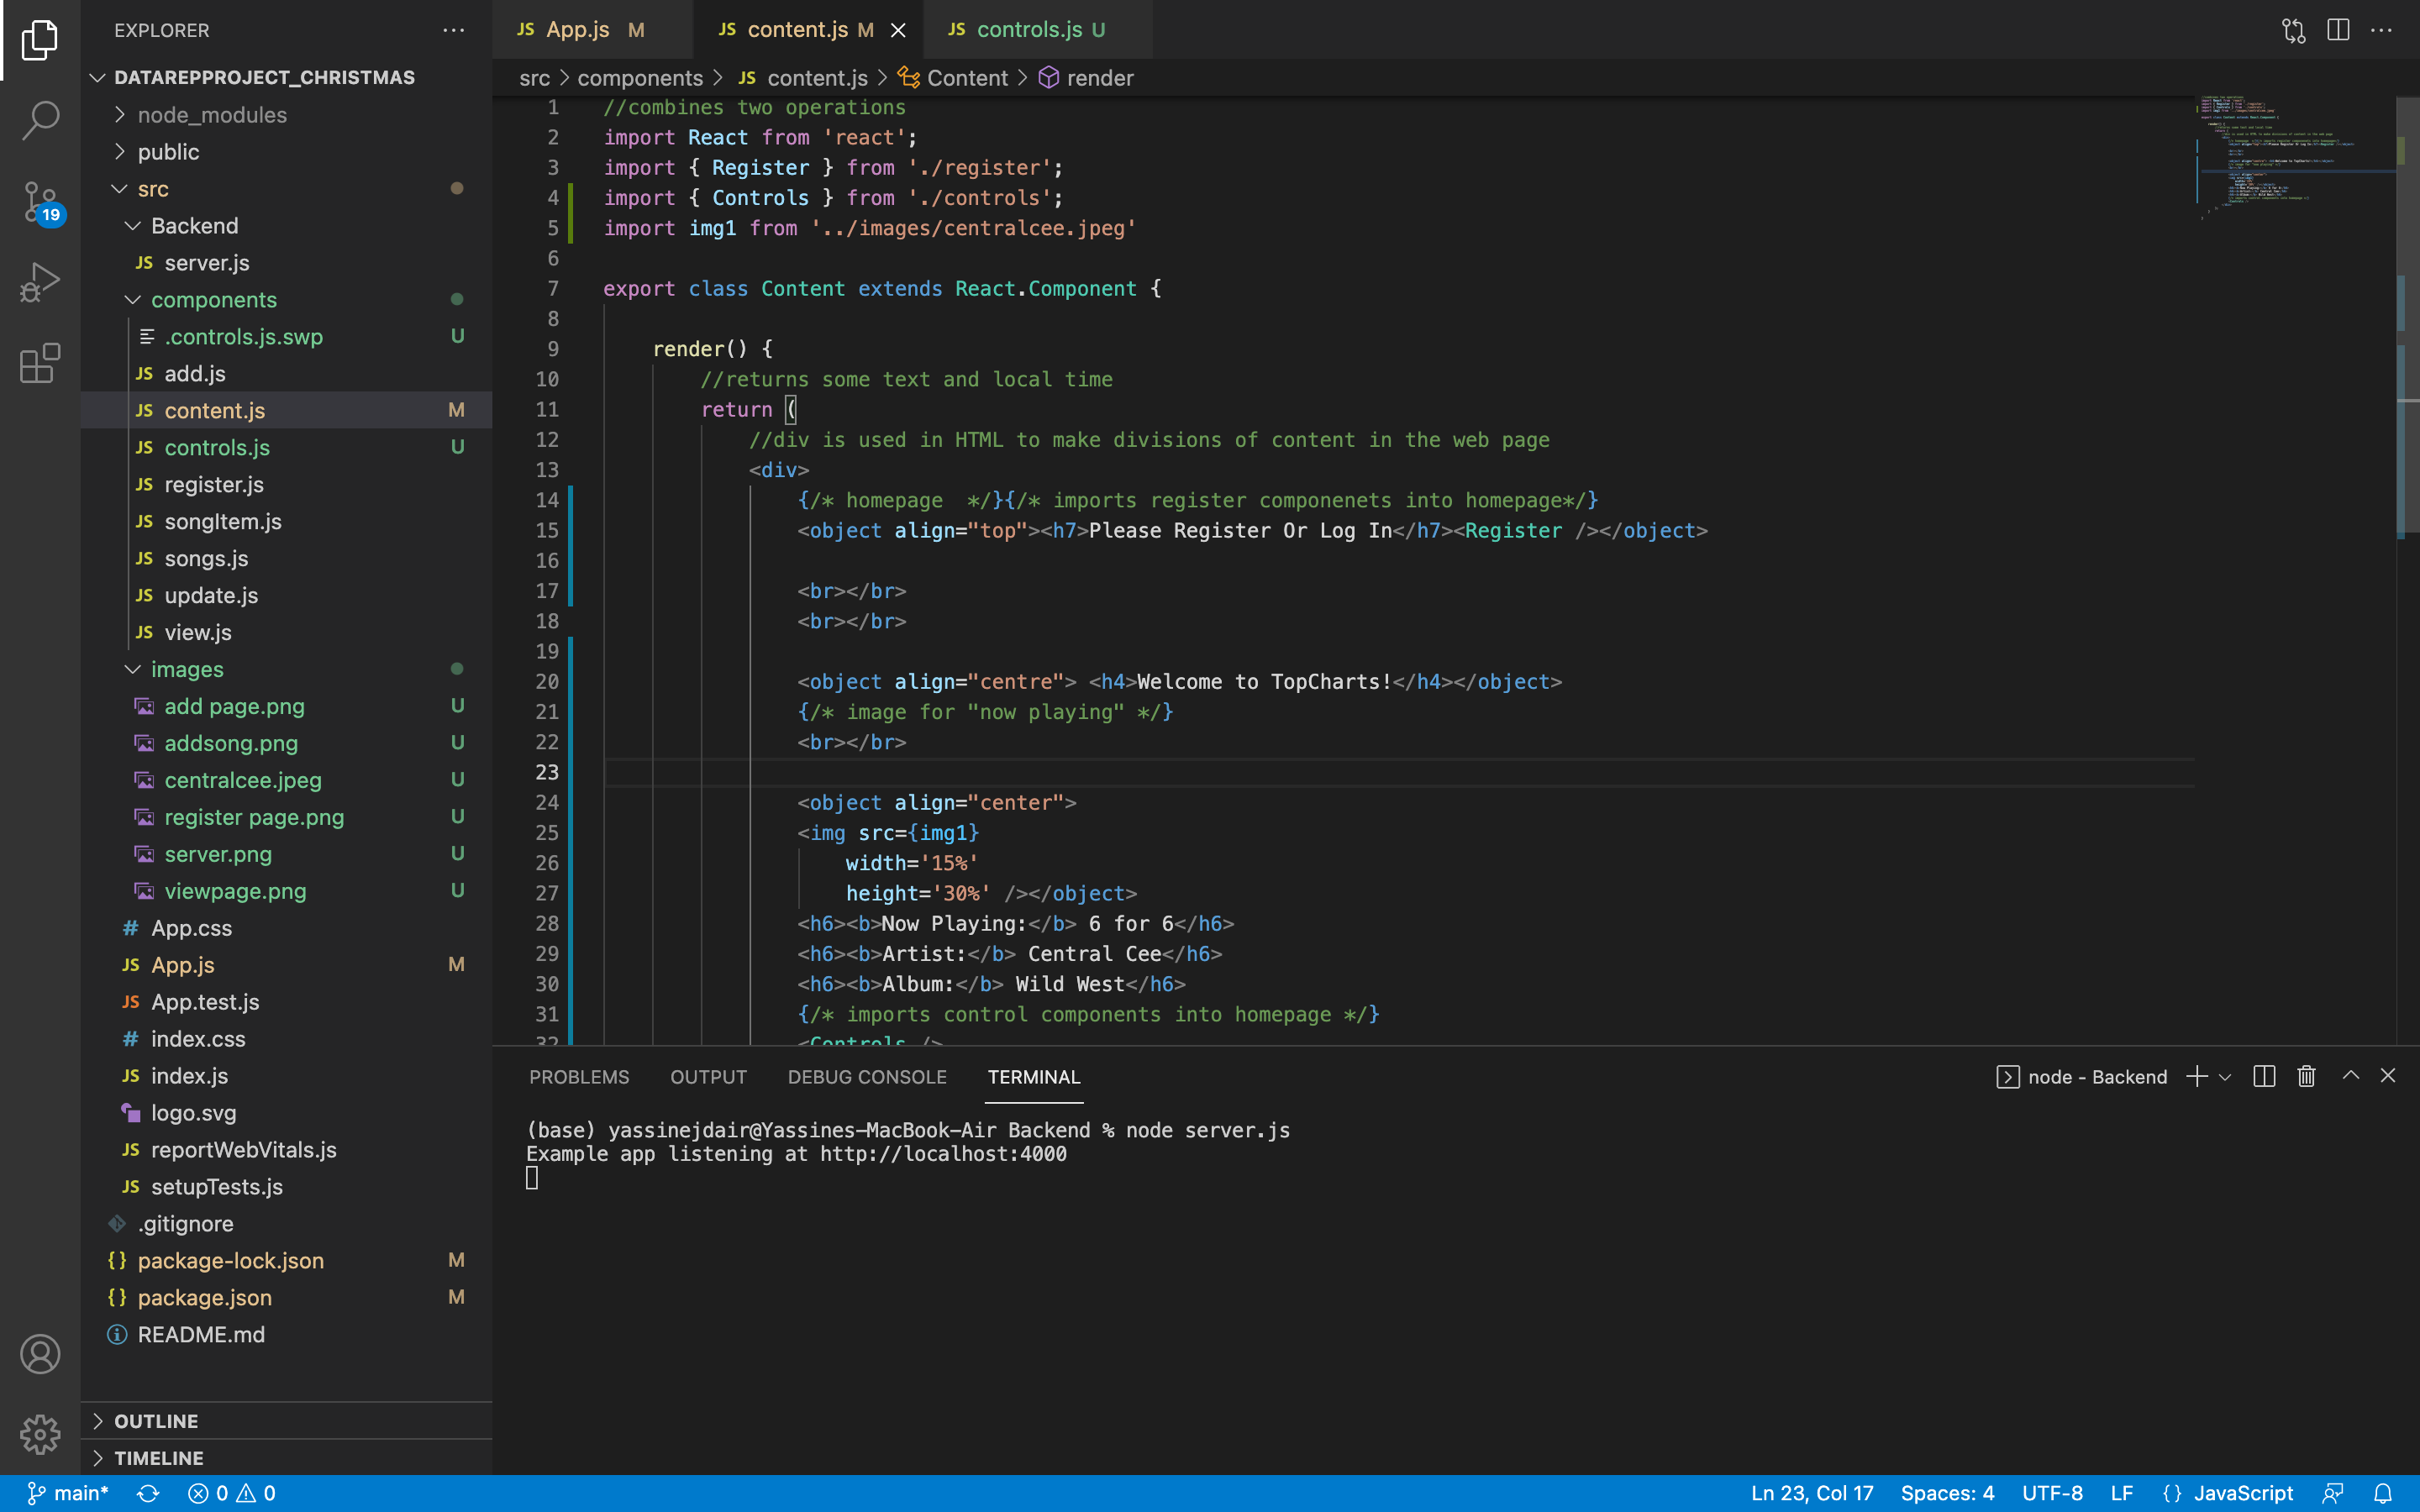 EXPLORER
DATAREPPROJECT_CHRISTMAS
node_modules
public
src
Backend
JS server.js
components
.controls.js.swp U
JS add.js
JS content.js M
JS controls.js U
JS register.js
JS songItem.js
JS songs.js
JS update.js
JS view.js
images
add page.png U
addsong.png U
centralcee.jpeg U
register page.png U
server.png U
viewpage.png U
# App.css
JS App.js M
JS App.test.js
# index.css
JS index.js
logo.svg
JS reportWebVitals.js
JS setupTests.js
.gitignore
{} package-lock.json M
{} package.json M
README.md
OUTLINE
TIMELINE
19
JS App.js M JS content.js M JS controls.js U
src > components > JS content.js > Content > render
1 //combines two operations
2 import React from 'react';
3 import { Register } from './register';
4 import { Controls } from './controls';
5 import img1 from '../images/centralcee.jpeg'
6
7 export class Content extends React.Component {
8
9 render() {
10 //returns some text and local time
11 return (
12 //div is used in HTML to make divisions of content in the web page
13 <div>
14 {/* homepage  */}{/* imports register componenets into homepage*/}
15 <object align="top"><h7>Please Register Or Log In</h7><Register /></object>
16
17 <br></br>
18 <br></br>
19
20 <object align="centre"> <h4>Welcome to TopCharts!</h4></object>
21 {/* image for "now playing" */}
22 <br></br>
23
24 <object align="center">
25 <img src={img1}
26 width='15%'
27 height='30%' /></object>
28 <h6><b>Now Playing:</b> 6 for 6</h6>
29 <h6><b>Artist:</b> Central Cee</h6>
30 <h6><b>Album:</b> Wild West</h6>
31 {/* imports control components into homepage */}
32 <Controls />
PROBLEMS OUTPUT DEBUG CONSOLE TERMINAL
node - Backend
(base) yassinejdair@Yassines-MacBook-Air Backend % node server.js
Example app listening at http://localhost:4000
main* 0 0
Ln 23, Col 17 Spaces: 4 UTF-8 LF {} JavaScript